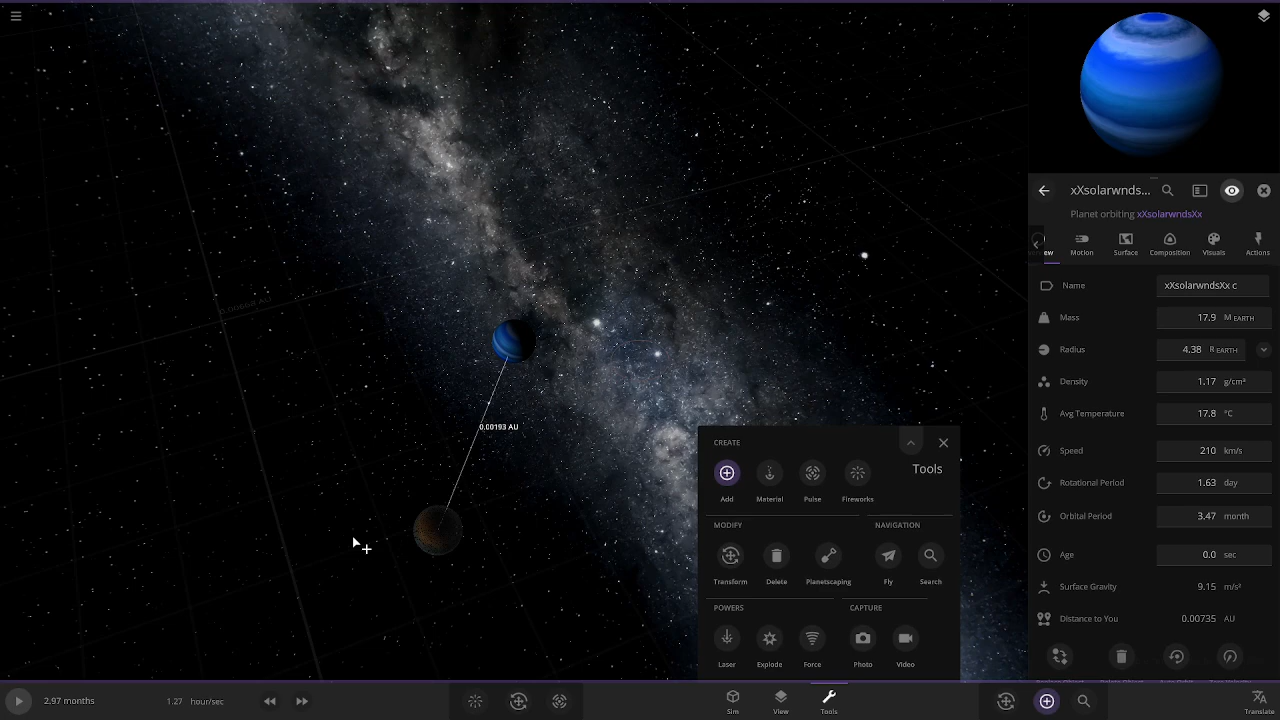 xXsolarwnds...
Planet orbiting xXsolarwndsXx
Motion
Surface
Composition
Visuals
Actions
Name
xXsolarwndsXx c
Mass
17.9 M EARTH
Radius
4.38 R EARTH
Density
1.17 g/cm³
Avg Temperature
17.8 °C
Speed
210 km/s
Rotational Period
1.63 day
Orbital Period
3.47 month
Age
0.0 sec
Surface Gravity
9.15 m/s²
Distance to You
0.00735 AU
0.00193 AU
CREATE
Tools
Add
Material
Pulse
Fireworks
MODIFY
NAVIGATION
Transform
Delete
Planetscaping
Fly
Search
POWERS
CAPTURE
Laser
Explode
Force
Photo
Video
2.97 months
1.27 hour/sec
Sim
View
Tools
Translate